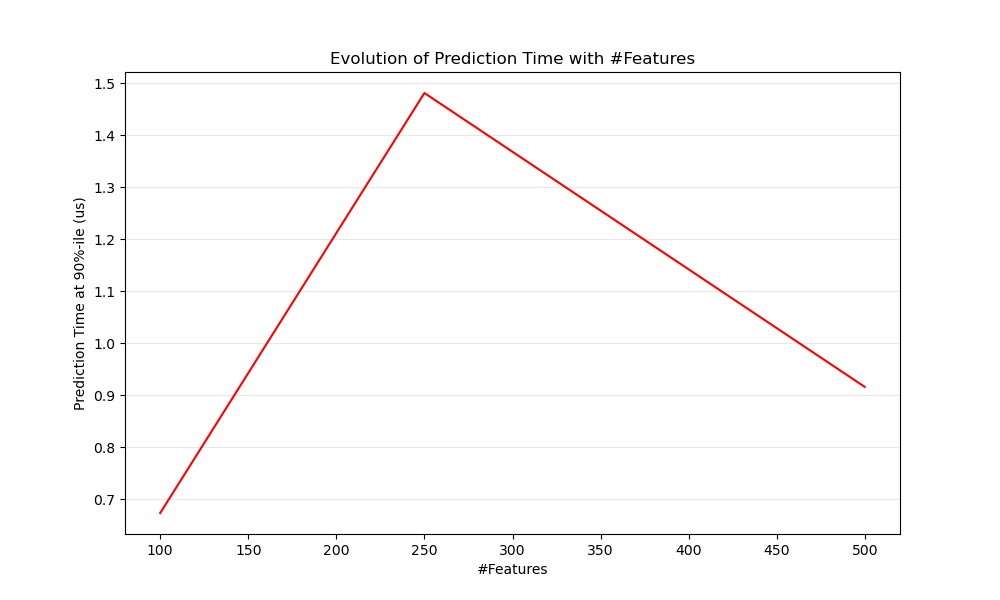 Evolution of Prediction Time with #Features
Prediction Time at 90%-ile (us)
1.5
1.4
1.3
1.2
1.1
1.0
0.9
0.8
0.7
100 150 200 250 300 350 400 450 500
#Features